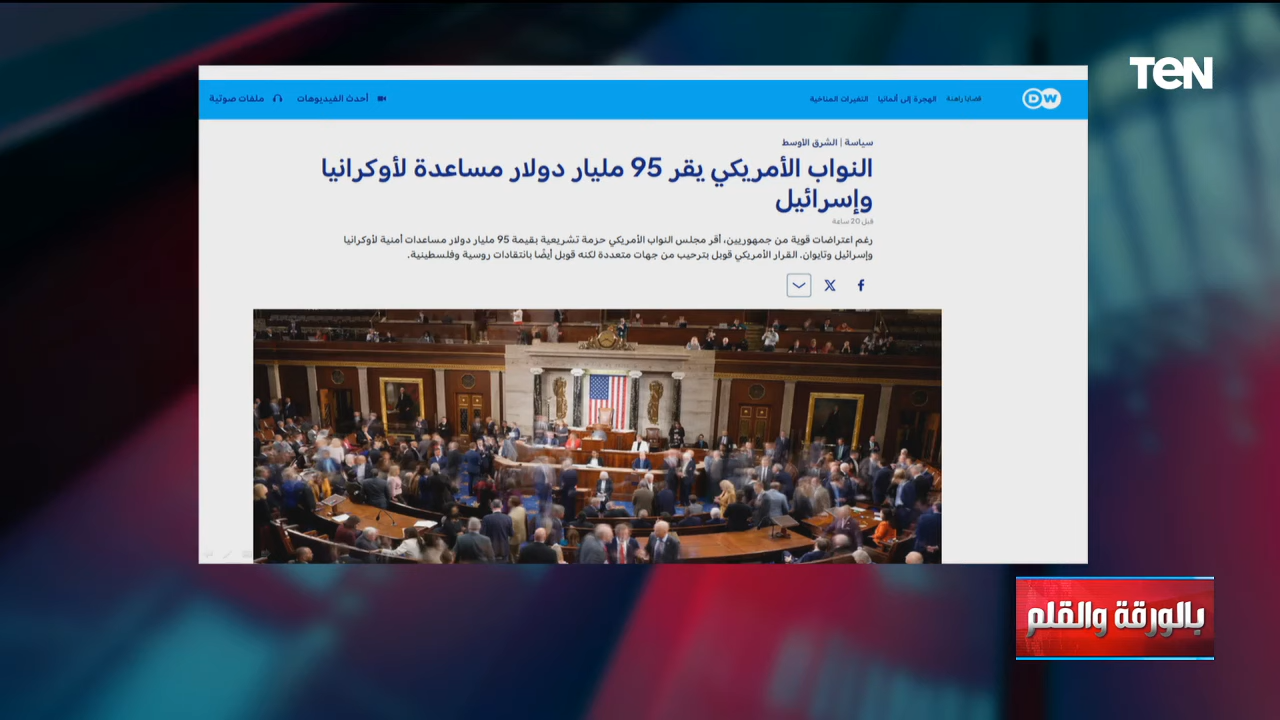 TEN
DW
قضايا راهنة
الهجرة إلى ألمانيا
التغيرات المناخية
أحدث الفيديوهات
ملفات صوتية
سياسة | الشرق الأوسط
النواب الأمريكي يقر 95 مليار دولار مساعدة لأوكرانيا
وإسرائيل
قبل 20 ساعة
رغم اعتراضات قوية من جمهوريين، أقر مجلس النواب الأمريكي حزمة تشريعية بقيمة 95 مليار دولار مساعدات أمنية لأوكرانيا
وإسرائيل وتايوان. القرار الأمريكي قوبل بترحيب من جهات متعددة لكنه قوبل أيضًا بانتقادات روسية وفلسطينية.
بالورقة والقلم